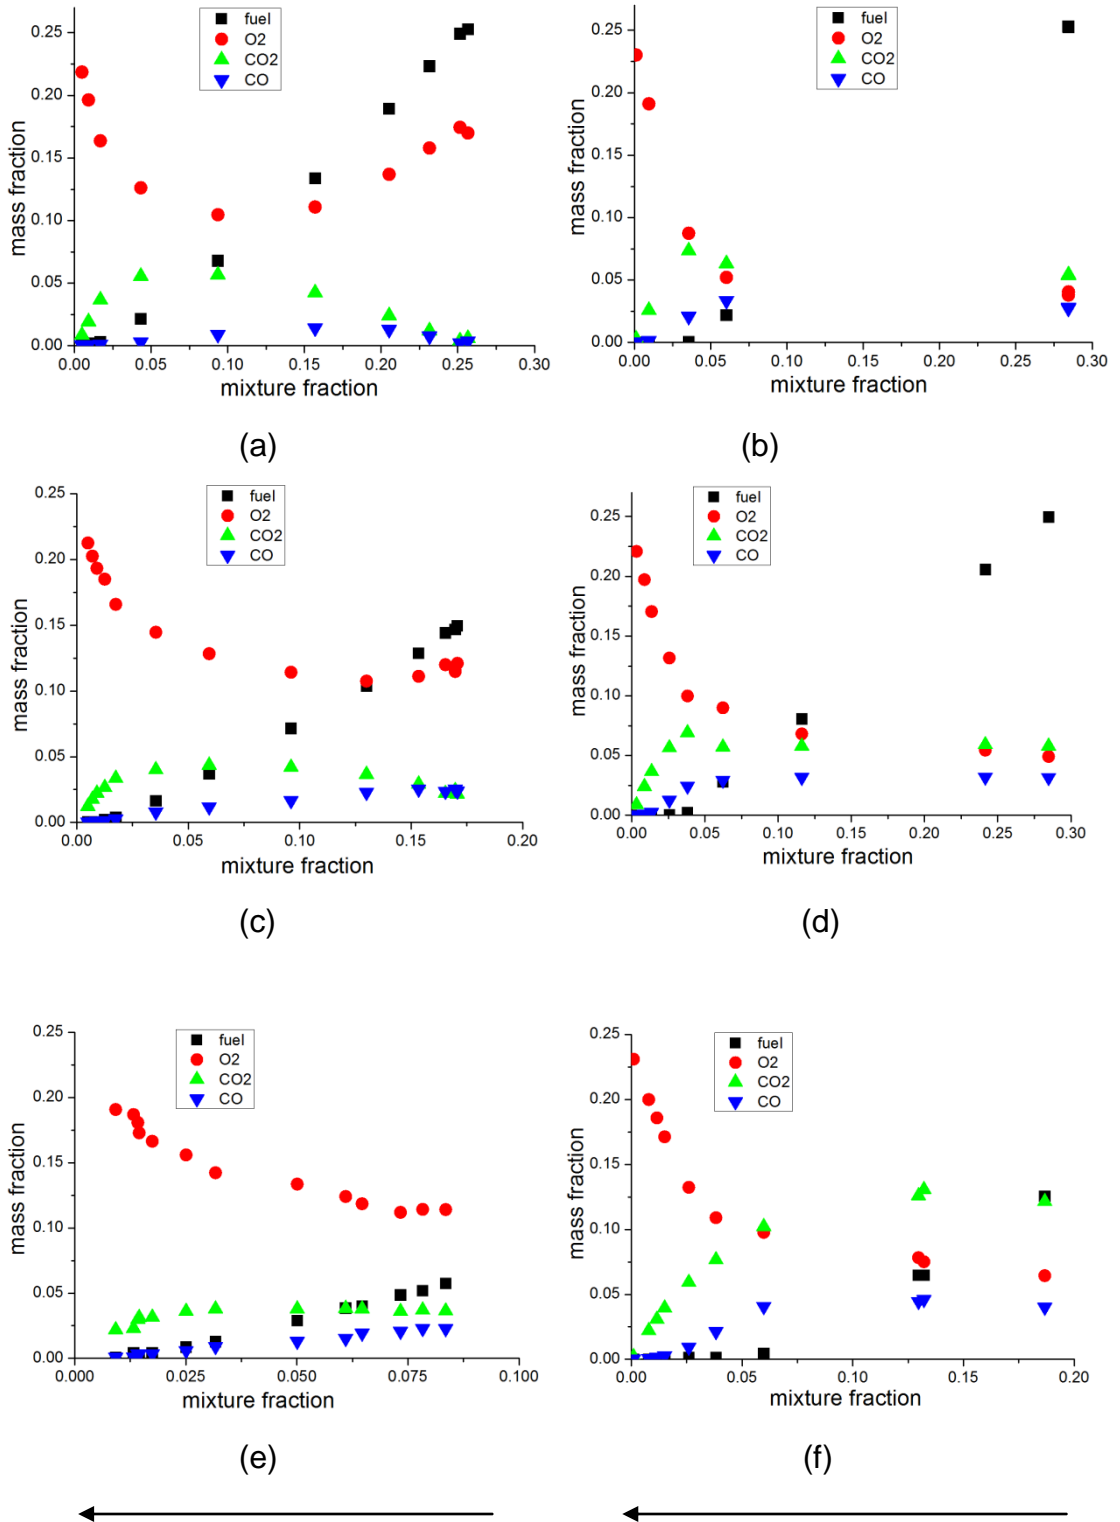 fuel
O2
CO2
CO
0.25
0.20
0.15
0.10
0.05
0.00
mass fraction
0.00 0.05 0.10 0.15 0.20 0.25 0.30
mixture fraction
(a)
fuel
O2
CO2
CO
0.25
0.20
0.15
0.10
0.05
0.00
mass fraction
0.00 0.05 0.10 0.15 0.20 0.25 0.30
mixture fraction
(b)
fuel
O2
CO2
CO
0.25
0.20
0.15
0.10
0.05
0.00
mass fraction
0.00 0.05 0.10 0.15 0.20
mixture fraction
(c)
fuel
O2
CO2
CO
0.25
0.20
0.15
0.10
0.05
0.00
mass fraction
0.00 0.05 0.10 0.15 0.20 0.25 0.30
mixture fraction
(d)
fuel
O2
CO2
CO
0.25
0.20
0.15
0.10
0.05
0.00
mass fraction
0.000 0.025 0.050 0.075 0.100
mixture fraction
(e)
fuel
O2
CO2
CO
0.25
0.20
0.15
0.10
0.05
0.00
mass fraction
0.00 0.05 0.10 0.15 0.20
mixture fraction
(f)